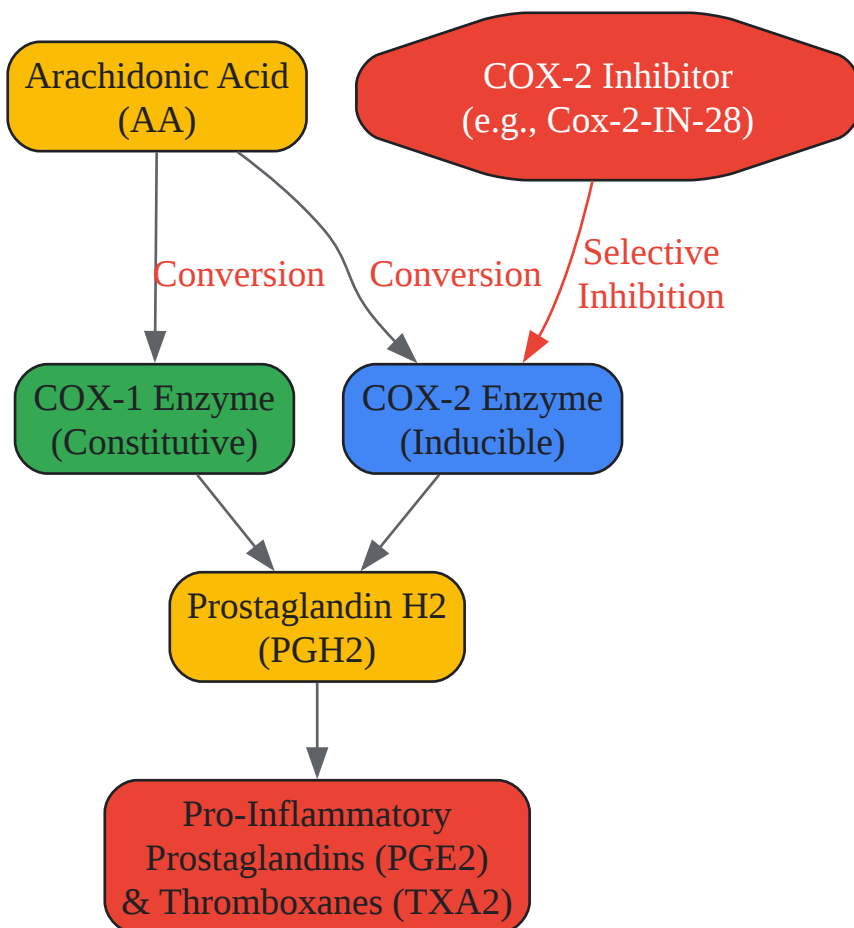 Arachidonic Acid
(AA)
COX-2 Inhibitor
(e.g., Cox-2-IN-28)
Conversion
Conversion
Selective
Inhibition
COX-1 Enzyme
(Constitutive)
COX-2 Enzyme
(Inducible)
Prostaglandin H2
(PGH2)
Pro-Inflammatory
Prostaglandins (PGE2)
& Thromboxanes (TXA2)